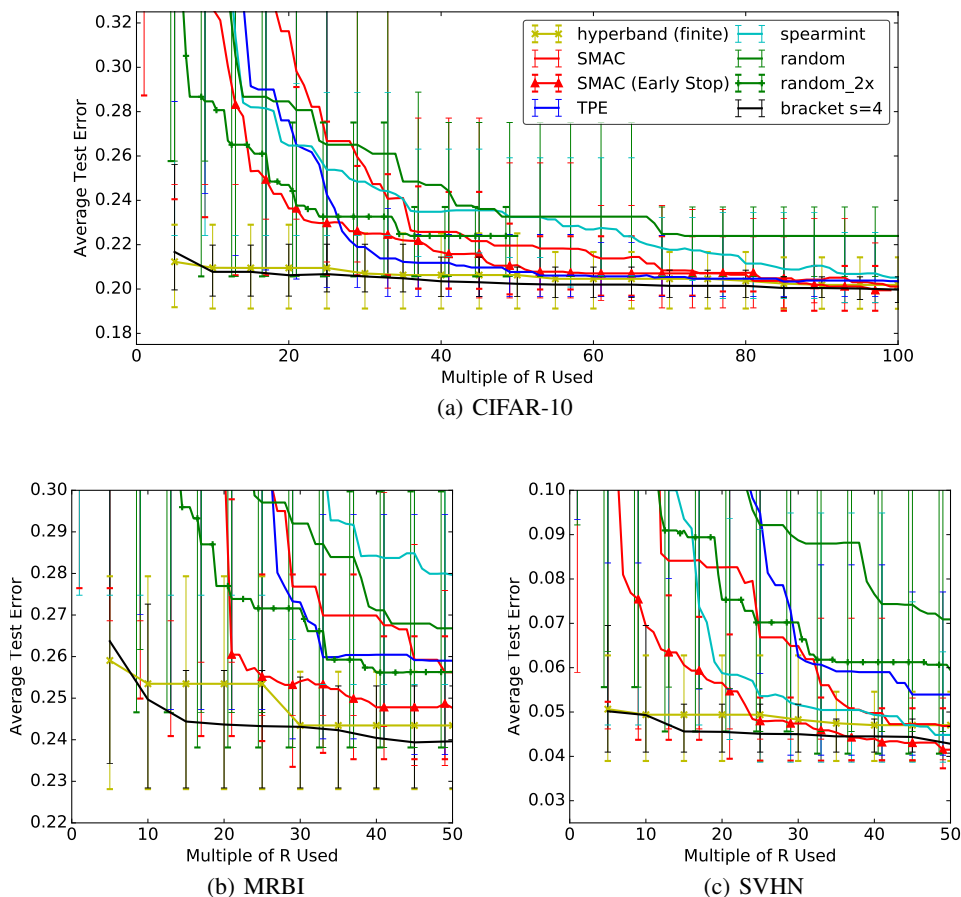 0.32
0.30
0.28
0.26
0.24
0.22
0.20
0.18
Average Test Error
hyperband (finite)
SMAC
SMAC (Early Stop)
TPE
spearmint
random
random_2x
bracket s=4
0 20 40 60 80 100
Multiple of R Used
(a) CIFAR-10
0.30
0.29
0.28
0.27
0.26
0.25
0.24
0.23
0.22
Average Test Error
0 10 20 30 40 50
Multiple of R Used
(b) MRBI
0.10
0.09
0.08
0.07
0.06
0.05
0.04
0.03
Average Test Error
0 10 20 30 40 50
Multiple of R Used
(c) SVHN